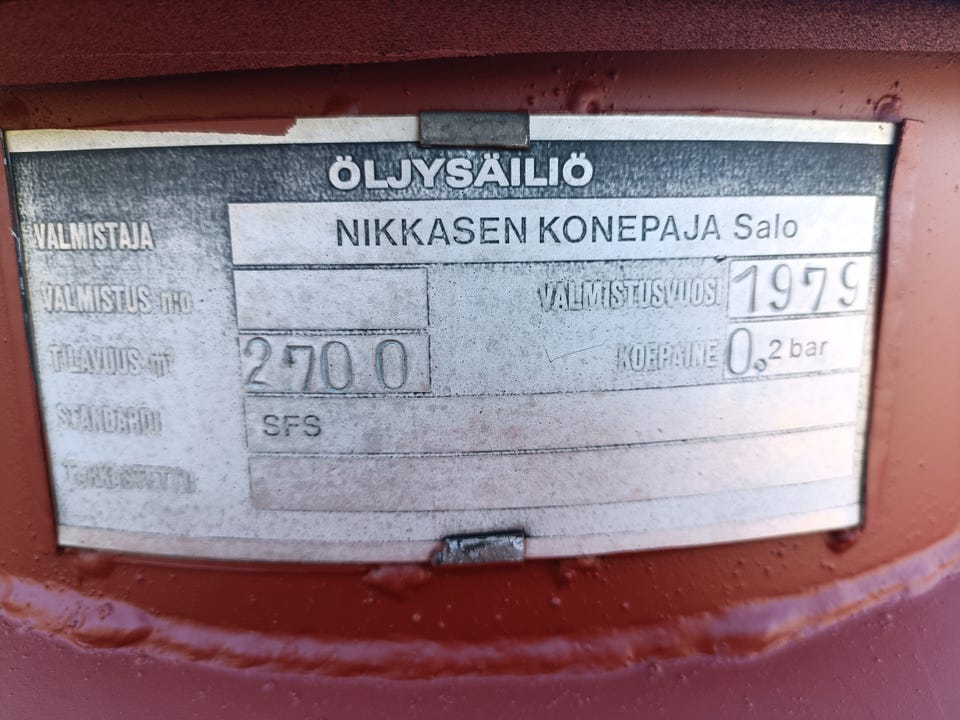 ÖLJYSÄILIÖ
VALMISTAJA NIKKASEN KONEPAJA Salo
VALMISTUS n:o VALMISTUSVUOSI 1979
TILAVUUS m³ 2700 KOEPAINE 0.2 bar
STANDARDI SFS
TARKASTETTU